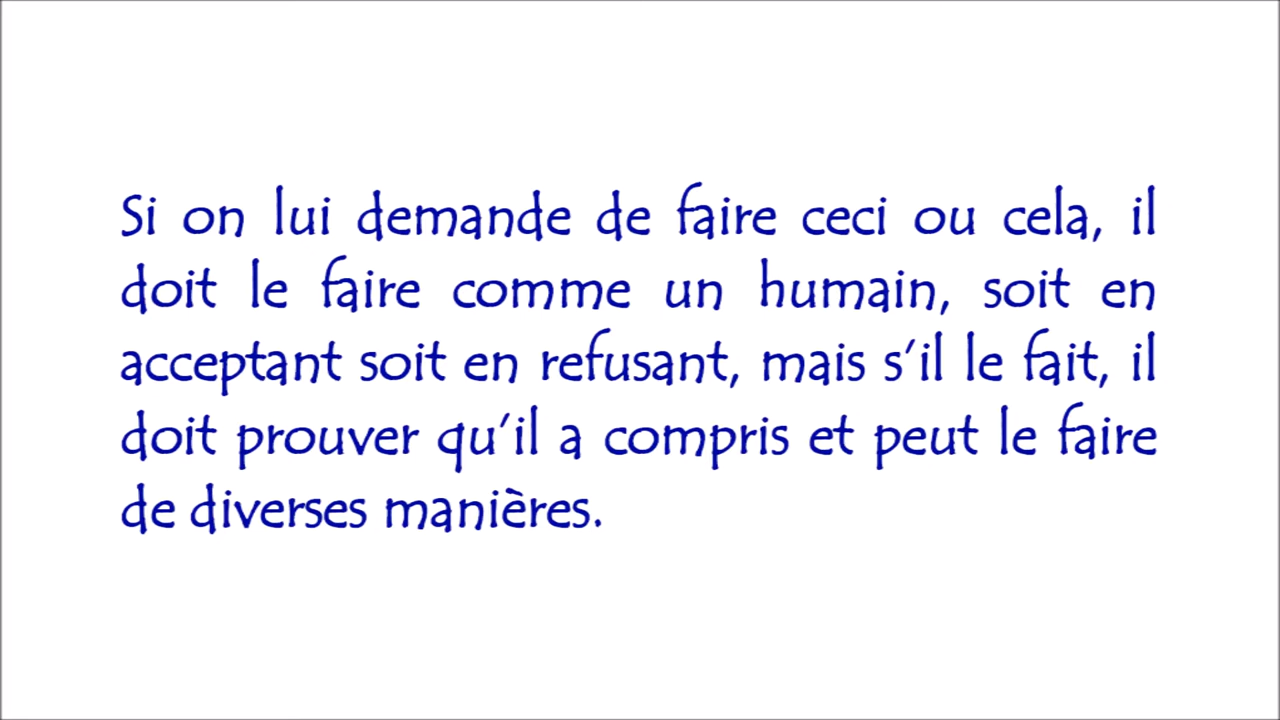 Si on lui demande de faire ceci ou cela, il
doit le faire comme un humain, soit en
acceptant soit en refusant, mais s'il le fait, il
doit prouver qu'il a compris et peut le faire
de diverses manières.